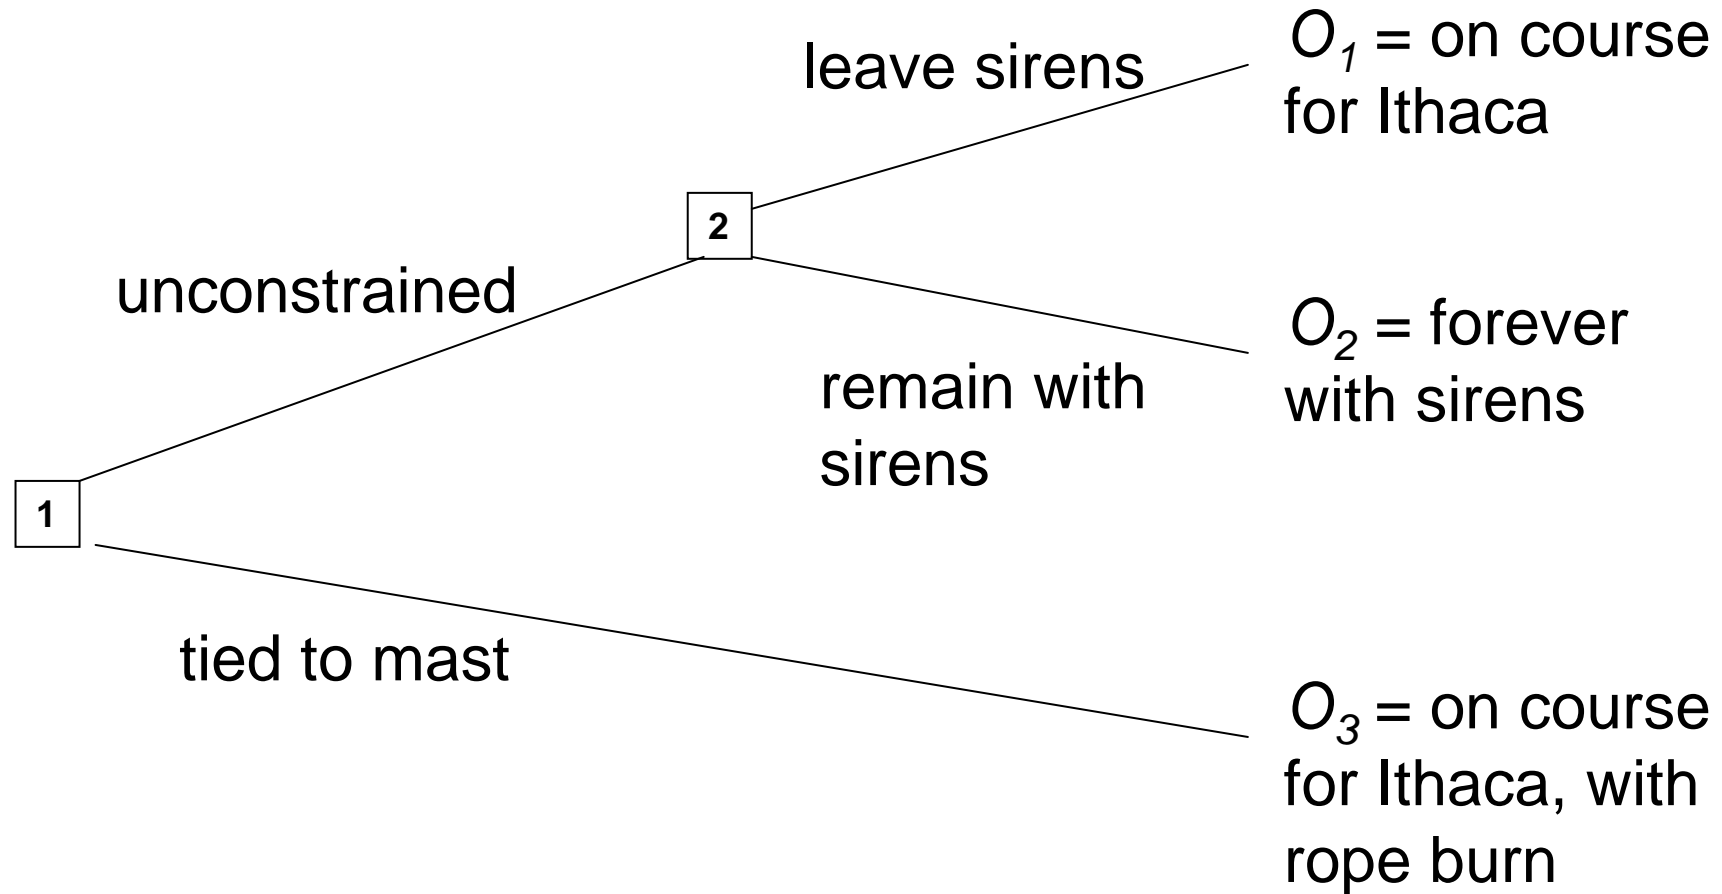 leave sirens
O₁ = on course
for Ithaca
2
unconstrained
O₂ = forever
with sirens
remain with
sirens
1
tied to mast
O₃ = on course
for Ithaca, with
rope burn